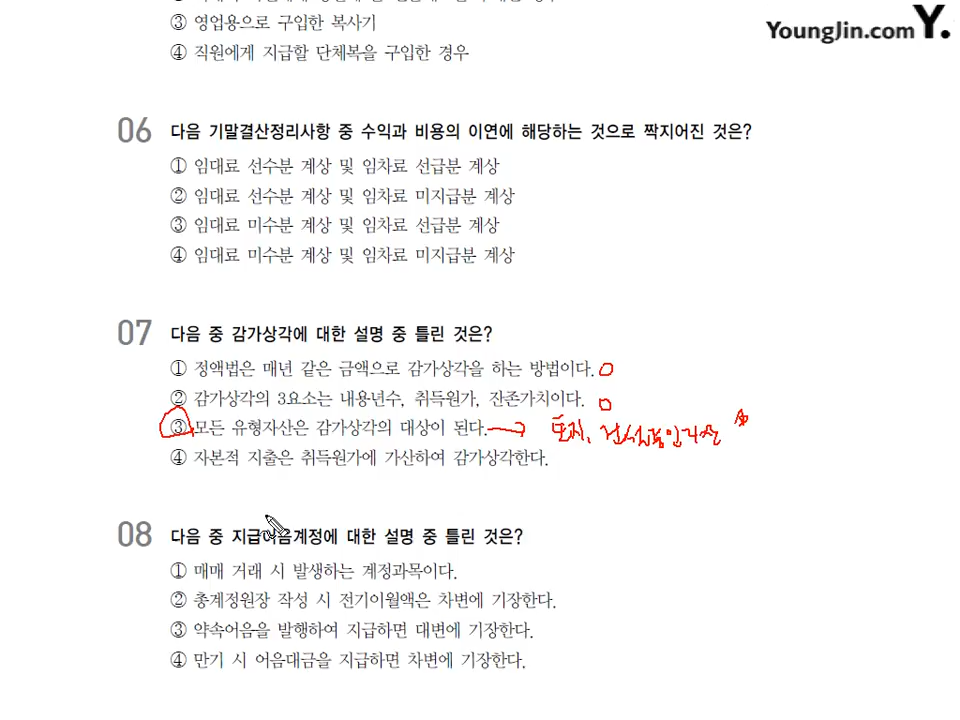 ③ 영업용으로 구입한 복사기
YoungJin.com Y.
④ 직원에게 지급할 단체복을 구입한 경우
06 다음 기말결산정리사항 중 수익과 비용의 이연에 해당하는 것으로 짝지어진 것은?
① 임대료 선수분 계상 및 임차료 선급분 계상
② 임대료 선수분 계상 및 임차료 미지급분 계상
③ 임대료 미수분 계상 및 임차료 선급분 계상
④ 임대료 미수분 계상 및 임차료 미지급분 계상
07 다음 중 감가상각에 대한 설명 중 틀린 것은?
① 정액법은 매년 같은 금액으로 감가상각을 하는 방법이다.
② 감가상각의 3요소는 내용년수, 취득원가, 잔존가치이다.
③ 모든 유형자산은 감가상각의 대상이 된다. → 토지, 건설중인자산
④ 자본적 지출은 취득원가에 가산하여 감가상각한다.
08 다음 중 지급어음계정에 대한 설명 중 틀린 것은?
① 매매 거래 시 발생하는 계정과목이다.
② 총계정원장 작성 시 전기이월액은 차변에 기장한다.
③ 약속어음을 발행하여 지급하면 대변에 기장한다.
④ 만기 시 어음대금을 지급하면 차변에 기장한다.